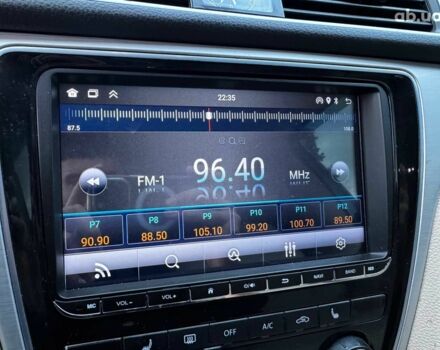 ab.ua
22:35
87.5 108.0
FM-1 96.40 MHz
P7 P8 P9 P10 P11 P12
90.90 88.50 105.10 99.20 100.70 89.50
MIC VOL- VOL+ NAVI BAND RES
OFF A/C